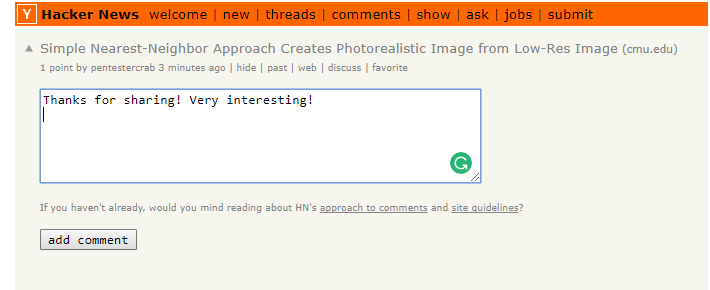 Y Hacker News welcome | new | threads | comments | show | ask | jobs | submit
Simple Nearest-Neighbor Approach Creates Photorealistic Image from Low-Res Image (cmu.edu)
1 point by pentestercrab 3 minutes ago | hide | past | web | discuss | favorite
Thanks for sharing! Very interesting!
If you haven't already, would you mind reading about HN's approach to comments and site guidelines?
add comment